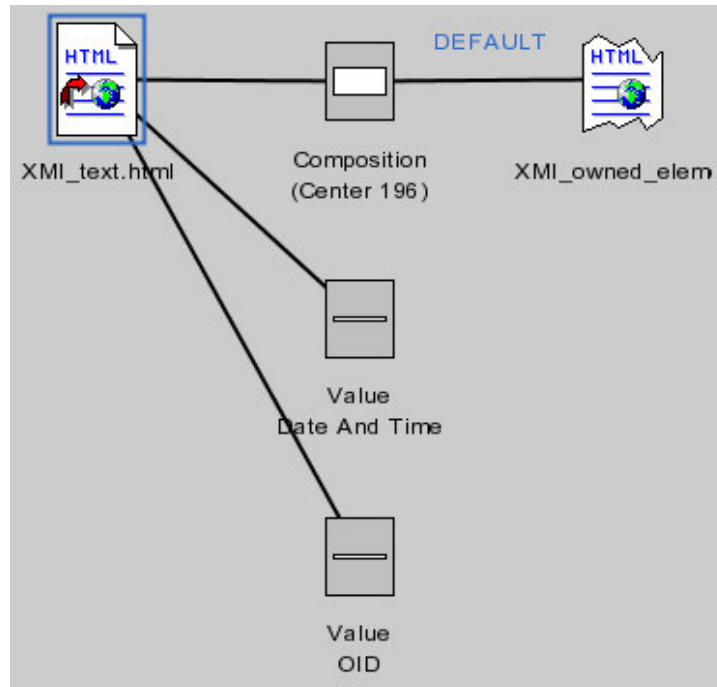 HTML
DEFAULT
HTML
XMI_text.html
Composition
(Center 196)
XMI_owned_elem
Value
Date And Time
Value
OID